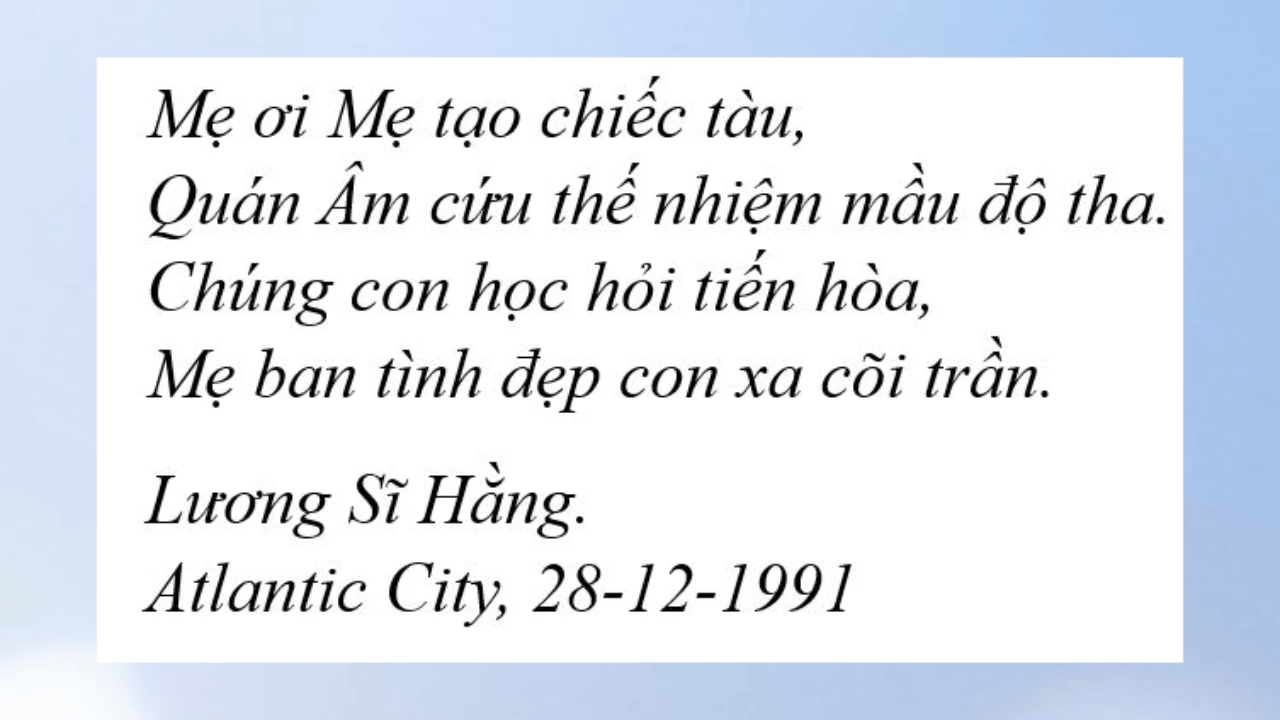 Mẹ ơi Mẹ tạo chiếc tàu,
Quán Âm cứu thế nhiệm mầu độ tha.
Chúng con học hỏi tiến hòa,
Mẹ ban tình đẹp con xa cõi trần.
Lương Sĩ Hằng.
Atlantic City, 28-12-1991